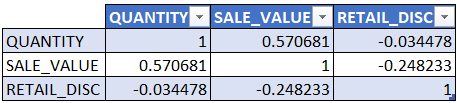 QUANTITY SALE_VALUE RETAIL_DISC
QUANTITY 1 0.570681 -0.034478
SALE_VALUE 0.570681 1 -0.248233
RETAIL_DISC -0.034478 -0.248233 1